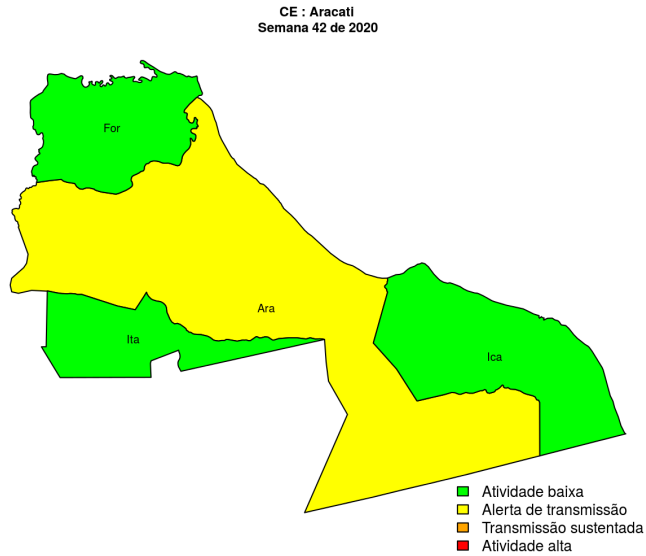 CE : Aracati
Semana 42 de 2020
For
Ara
Ita
Ica
Atividade baixa
Alerta de transmissão
Transmissão sustentada
Atividade alta